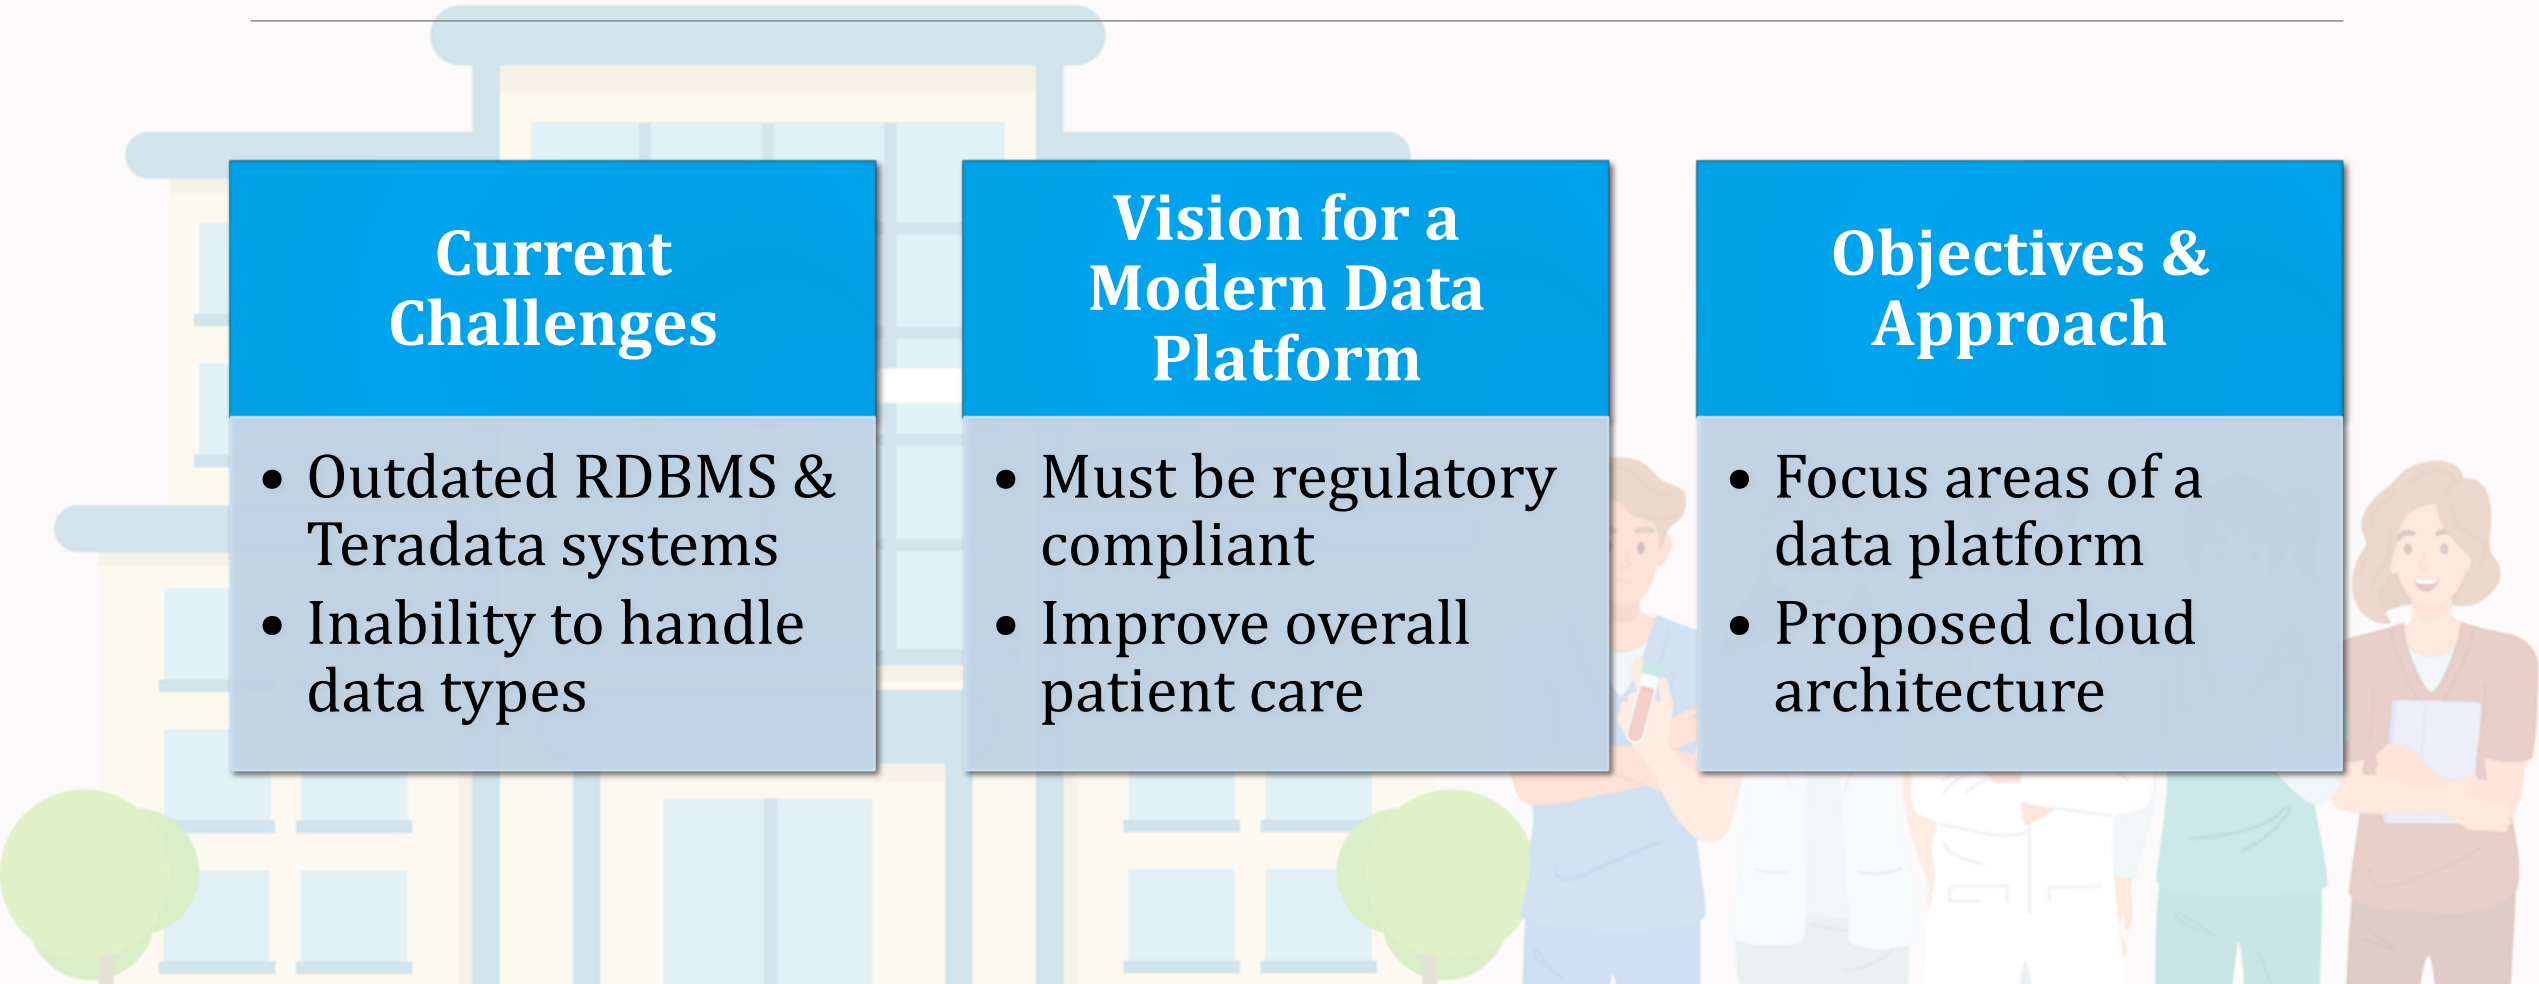 Current
Challenges
• Outdated RDBMS &
Teradata systems
• Inability to handle
data types
Vision for a
Modern Data
Platform
• Must be regulatory
compliant
• Improve overall
patient care
Objectives &
Approach
• Focus areas of a
data platform
• Proposed cloud
architecture